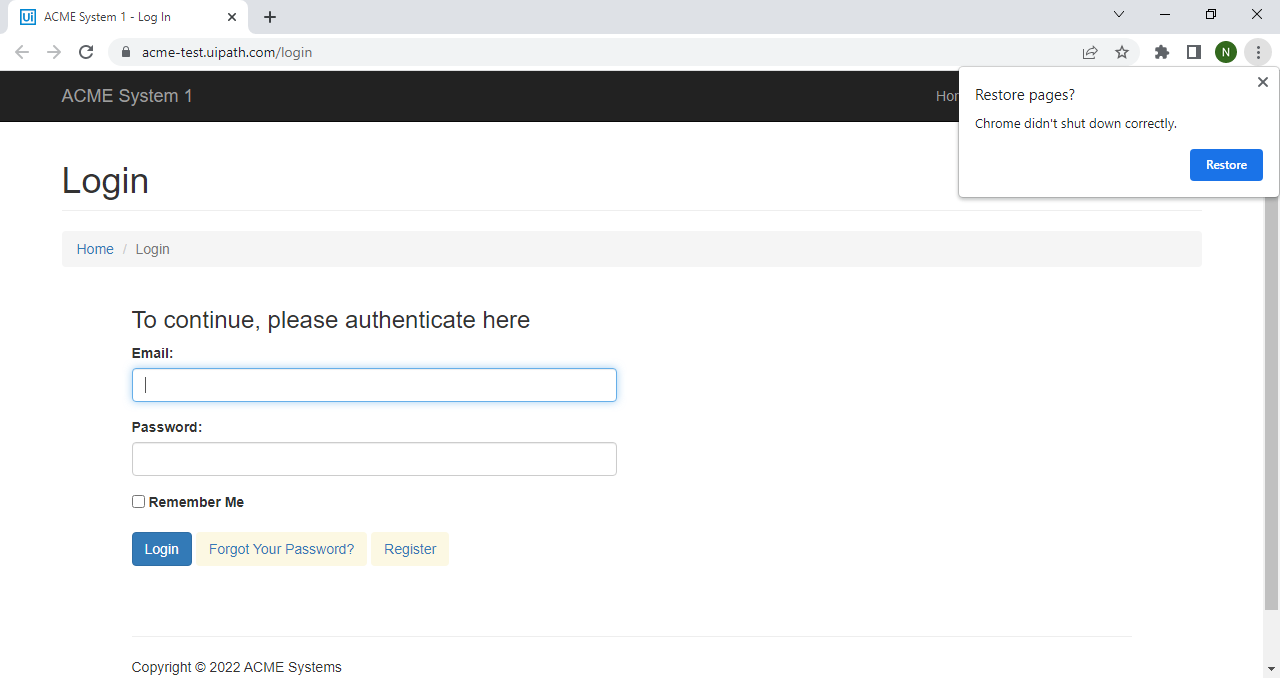 ACME System 1 - Log In
acme-test.uipath.com/login
N
ACME System 1
Restore pages?
Chrome didn't shut down correctly.
Restore
Login
Home / Login
To continue, please authenticate here
Email:
Password:
Remember Me
Login Forgot Your Password? Register
Copyright © 2022 ACME Systems